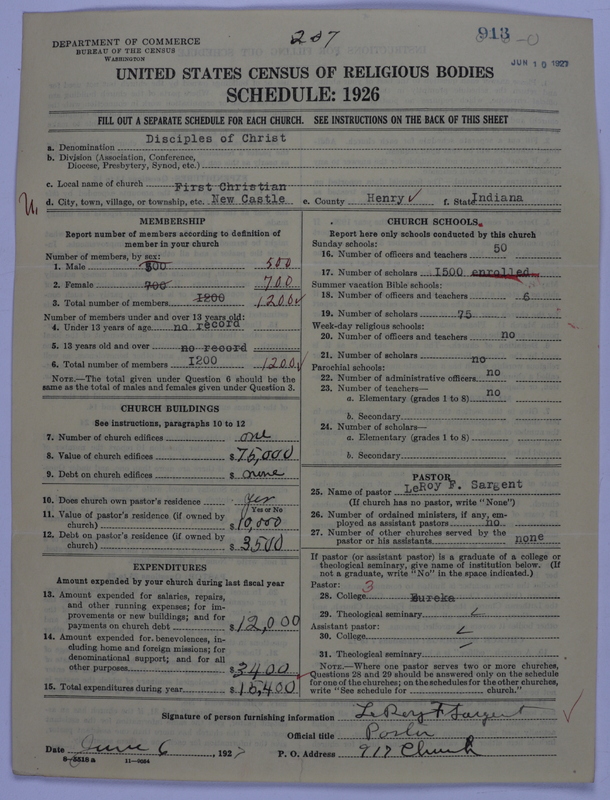 DEPARTMENT OF COMMERCE
BUREAU OF THE CENSUS
WASHINGTON
207
913
JUN 10 1927
UNITED STATES CENSUS OF RELIGIOUS BODIES
SCHEDULE: 1926
FILL OUT A SEPARATE SCHEDULE FOR EACH CHURCH. SEE INSTRUCTIONS ON THE BACK OF THIS SHEET
a. Denomination Disciples of Christ
b. Division (Association, Conference,
Diocese, Presbytery, Synod, etc.)
c. Local name of church First Christian
d. City, town, village, or township, etc. New Castle e. County Henry ✓ f. State Indiana
MEMBERSHIP
Report number of members according to definition of
member in your church
Number of members, by sex:
1. Male 500 500
2. Female 700 700
3. Total number of members 1200 1200 ✓
Number of members under and over 13 years old:
4. Under 13 years of age no record
5. 13 years old and over no record
6. Total number of members 1200 1200 ✓
NOTE.—The total given under Question 6 should be the
same as the total of males and females given under Question 3.
CHURCH BUILDINGS
See instructions, paragraphs 10 to 12
7. Number of church edifices one
8. Value of church edifices $75,000
9. Debt on church edifices $none
10. Does church own pastor's residence yes
Yes or No
11. Value of pastor's residence (if owned by
church) $10,000
12. Debt on pastor's residence (if owned by
church) $3500
EXPENDITURES
Amount expended by your church during last fiscal year
13. Amount expended for salaries, repairs,
and other running expenses; for im-
provements or new buildings; and for
payments on church debt $12,000
14. Amount expended for benevolences, in-
cluding home and foreign missions; for
denominational support; and for all
other purposes $3400
15. Total expenditures during year $15,400
CHURCH SCHOOLS
Report here only schools conducted by this church
Sunday schools:
16. Number of officers and teachers 50
17. Number of scholars 1500 enrolled
Summer vacation Bible schools:
18. Number of officers and teachers 6
19. Number of scholars 75
Week-day religious schools:
20. Number of officers and teachers no
21. Number of scholars no
Parochial schools:
22. Number of administrative officers no
23. Number of teachers—
a. Elementary (grades 1 to 8) no
b. Secondary
24. Number of scholars—
a. Elementary (grades 1 to 8)
b. Secondary
PASTOR
25. Name of pastor LeRoy F. Sargent
(If church has no pastor, write "None")
26. Number of ordained ministers, if any, em-
ployed as assistant pastors no
27. Number of other churches served by the
pastor or his assistants none
If pastor (or assistant pastor) is a graduate of a college or
theological seminary, give name of institution below. (If
not a graduate, write "No" in the space indicated.)
Pastor:
28. College 3 Eureka
29. Theological seminary
Assistant pastor:
30. College
31. Theological seminary
NOTE.—Where one pastor serves two or more churches,
Questions 28 and 29 should be answered only on the schedule
for one of the churches; on the schedules for the other churches,
write "See schedule for church."
Signature of person furnishing information LeRoy F Sargent ✓
Official title Pastor
Date June 6, 1927 P. O. Address 917 Church
8-5518 a 11-9054